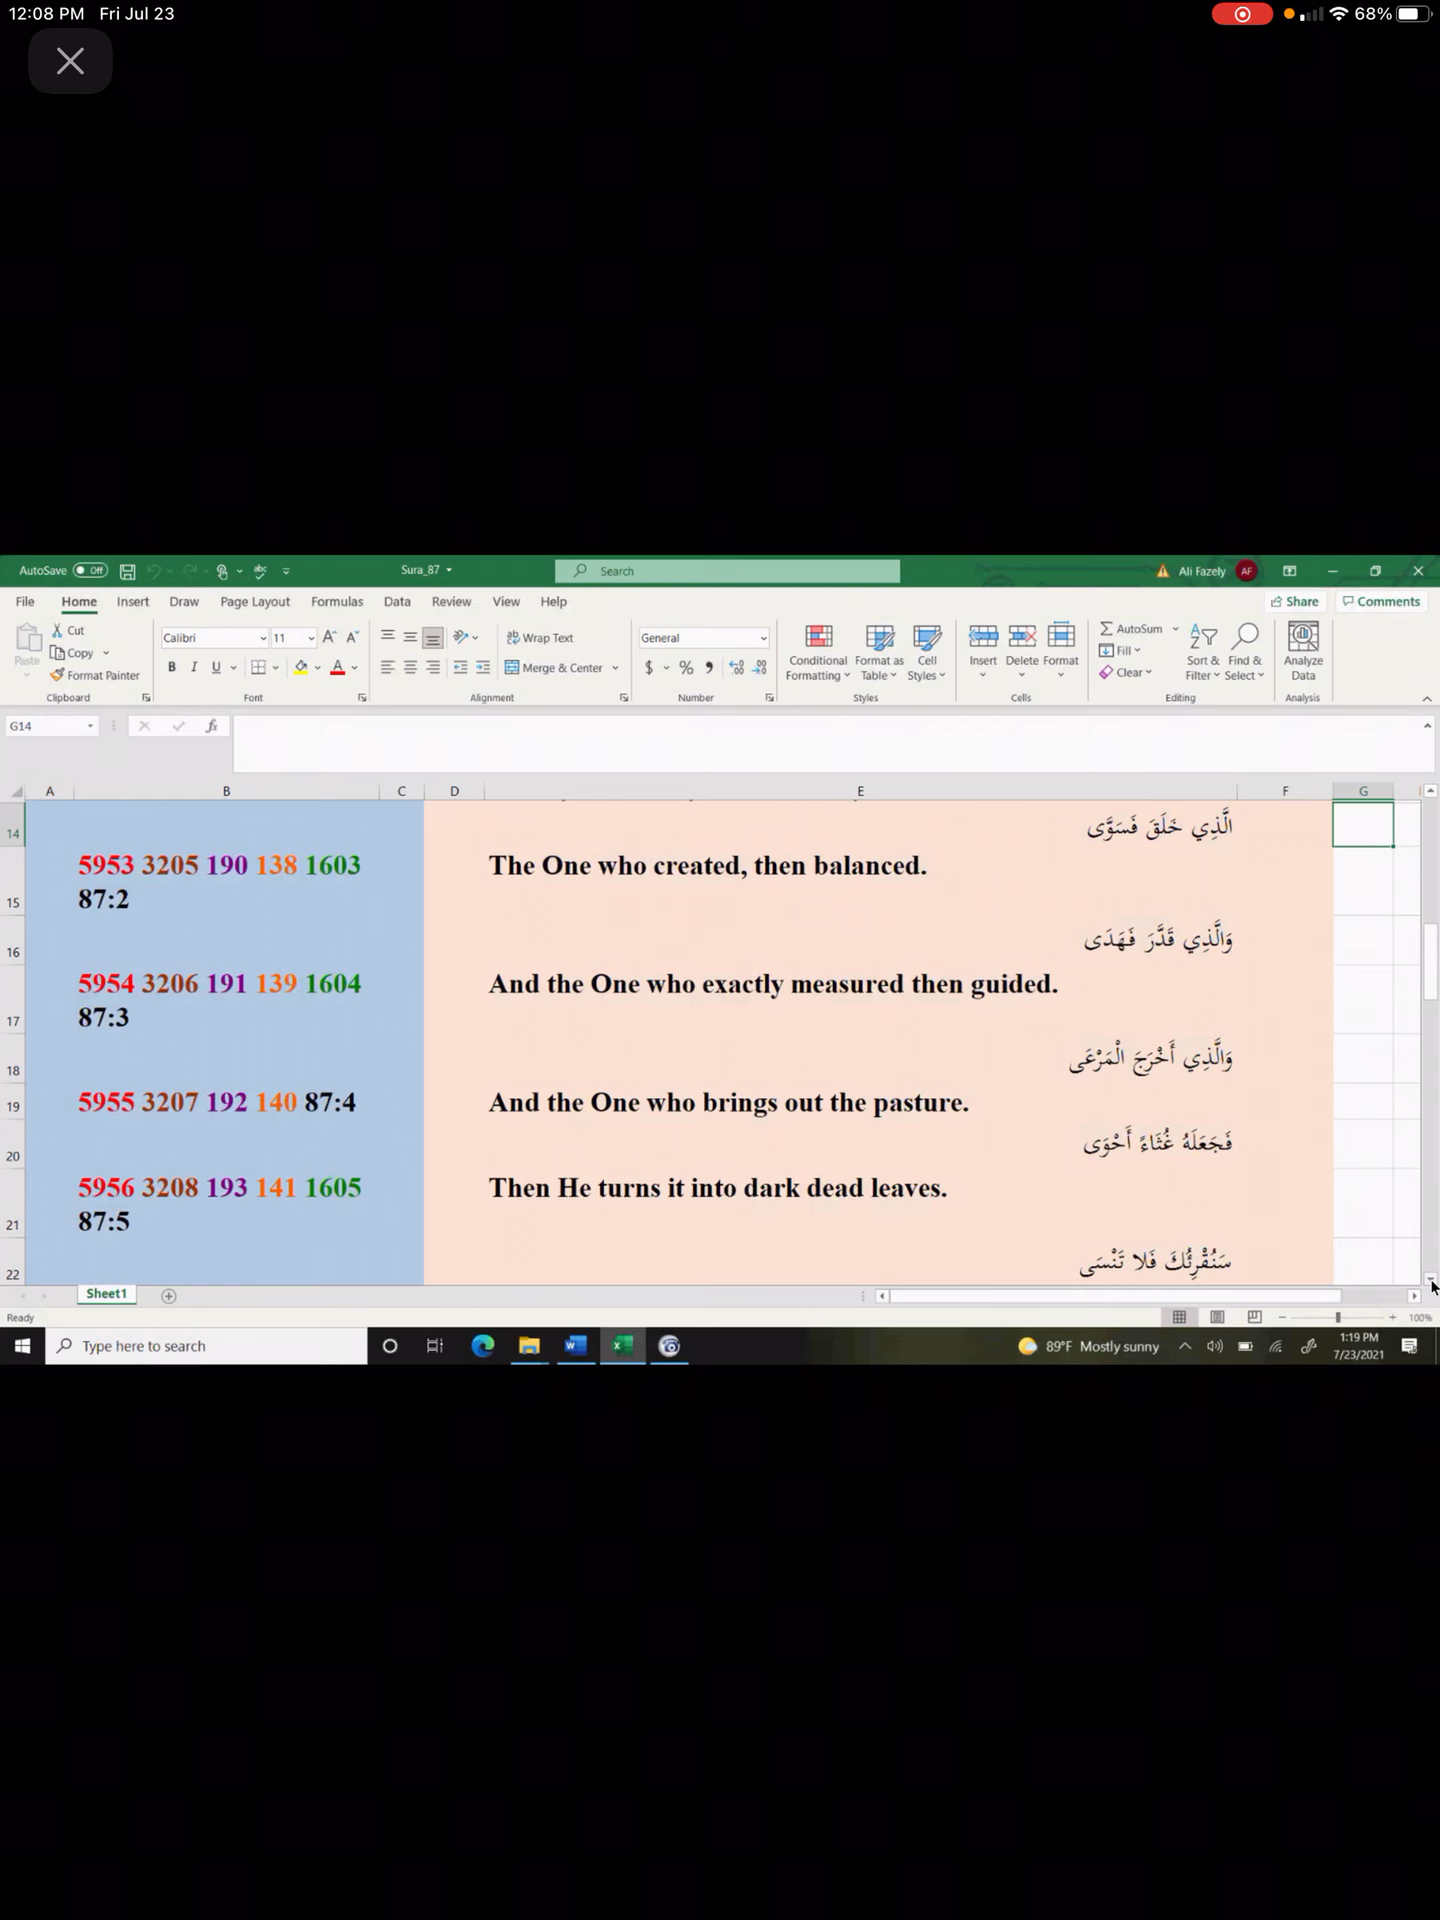 12:08 PM Fri Jul 23
68%
AutoSave Off
Sura_87
Search
Ali Fazely AF
File Home Insert Draw Page Layout Formulas Data Review View Help
Share Comments
Paste
Cut
Copy
Format Painter
Clipboard
Calibri 11
B I U
Font
Wrap Text
Merge & Center
Alignment
General
$ % 9
Number
Conditional Formatting
Format as Table
Cell Styles
Styles
Insert Delete Format
Cells
AutoSum
Fill
Clear
Sort & Filter
Find & Select
Editing
Analyze Data
Analysis
G14
fx
A B C D E F G
14
الَّذِي خَلَقَ فَسَوَّى
5953 3205 190 138 1603
87:2
The One who created, then balanced.
15
16
وَالَّذِي قَدَّرَ فَهَدَى
5954 3206 191 139 1604
87:3
And the One who exactly measured then guided.
17
18
وَالَّذِي أَخْرَجَ الْمَرْعَى
19
5955 3207 192 140 87:4
And the One who brings out the pasture.
20
فَجَعَلَهُ غُثَاءً أَحْوَى
5956 3208 193 141 1605
87:5
Then He turns it into dark dead leaves.
21
22
سَنُقْرِئُكَ فَلا تَنْسَى
Sheet1
Ready
100%
Type here to search
89°F Mostly sunny
1:19 PM
7/23/2021